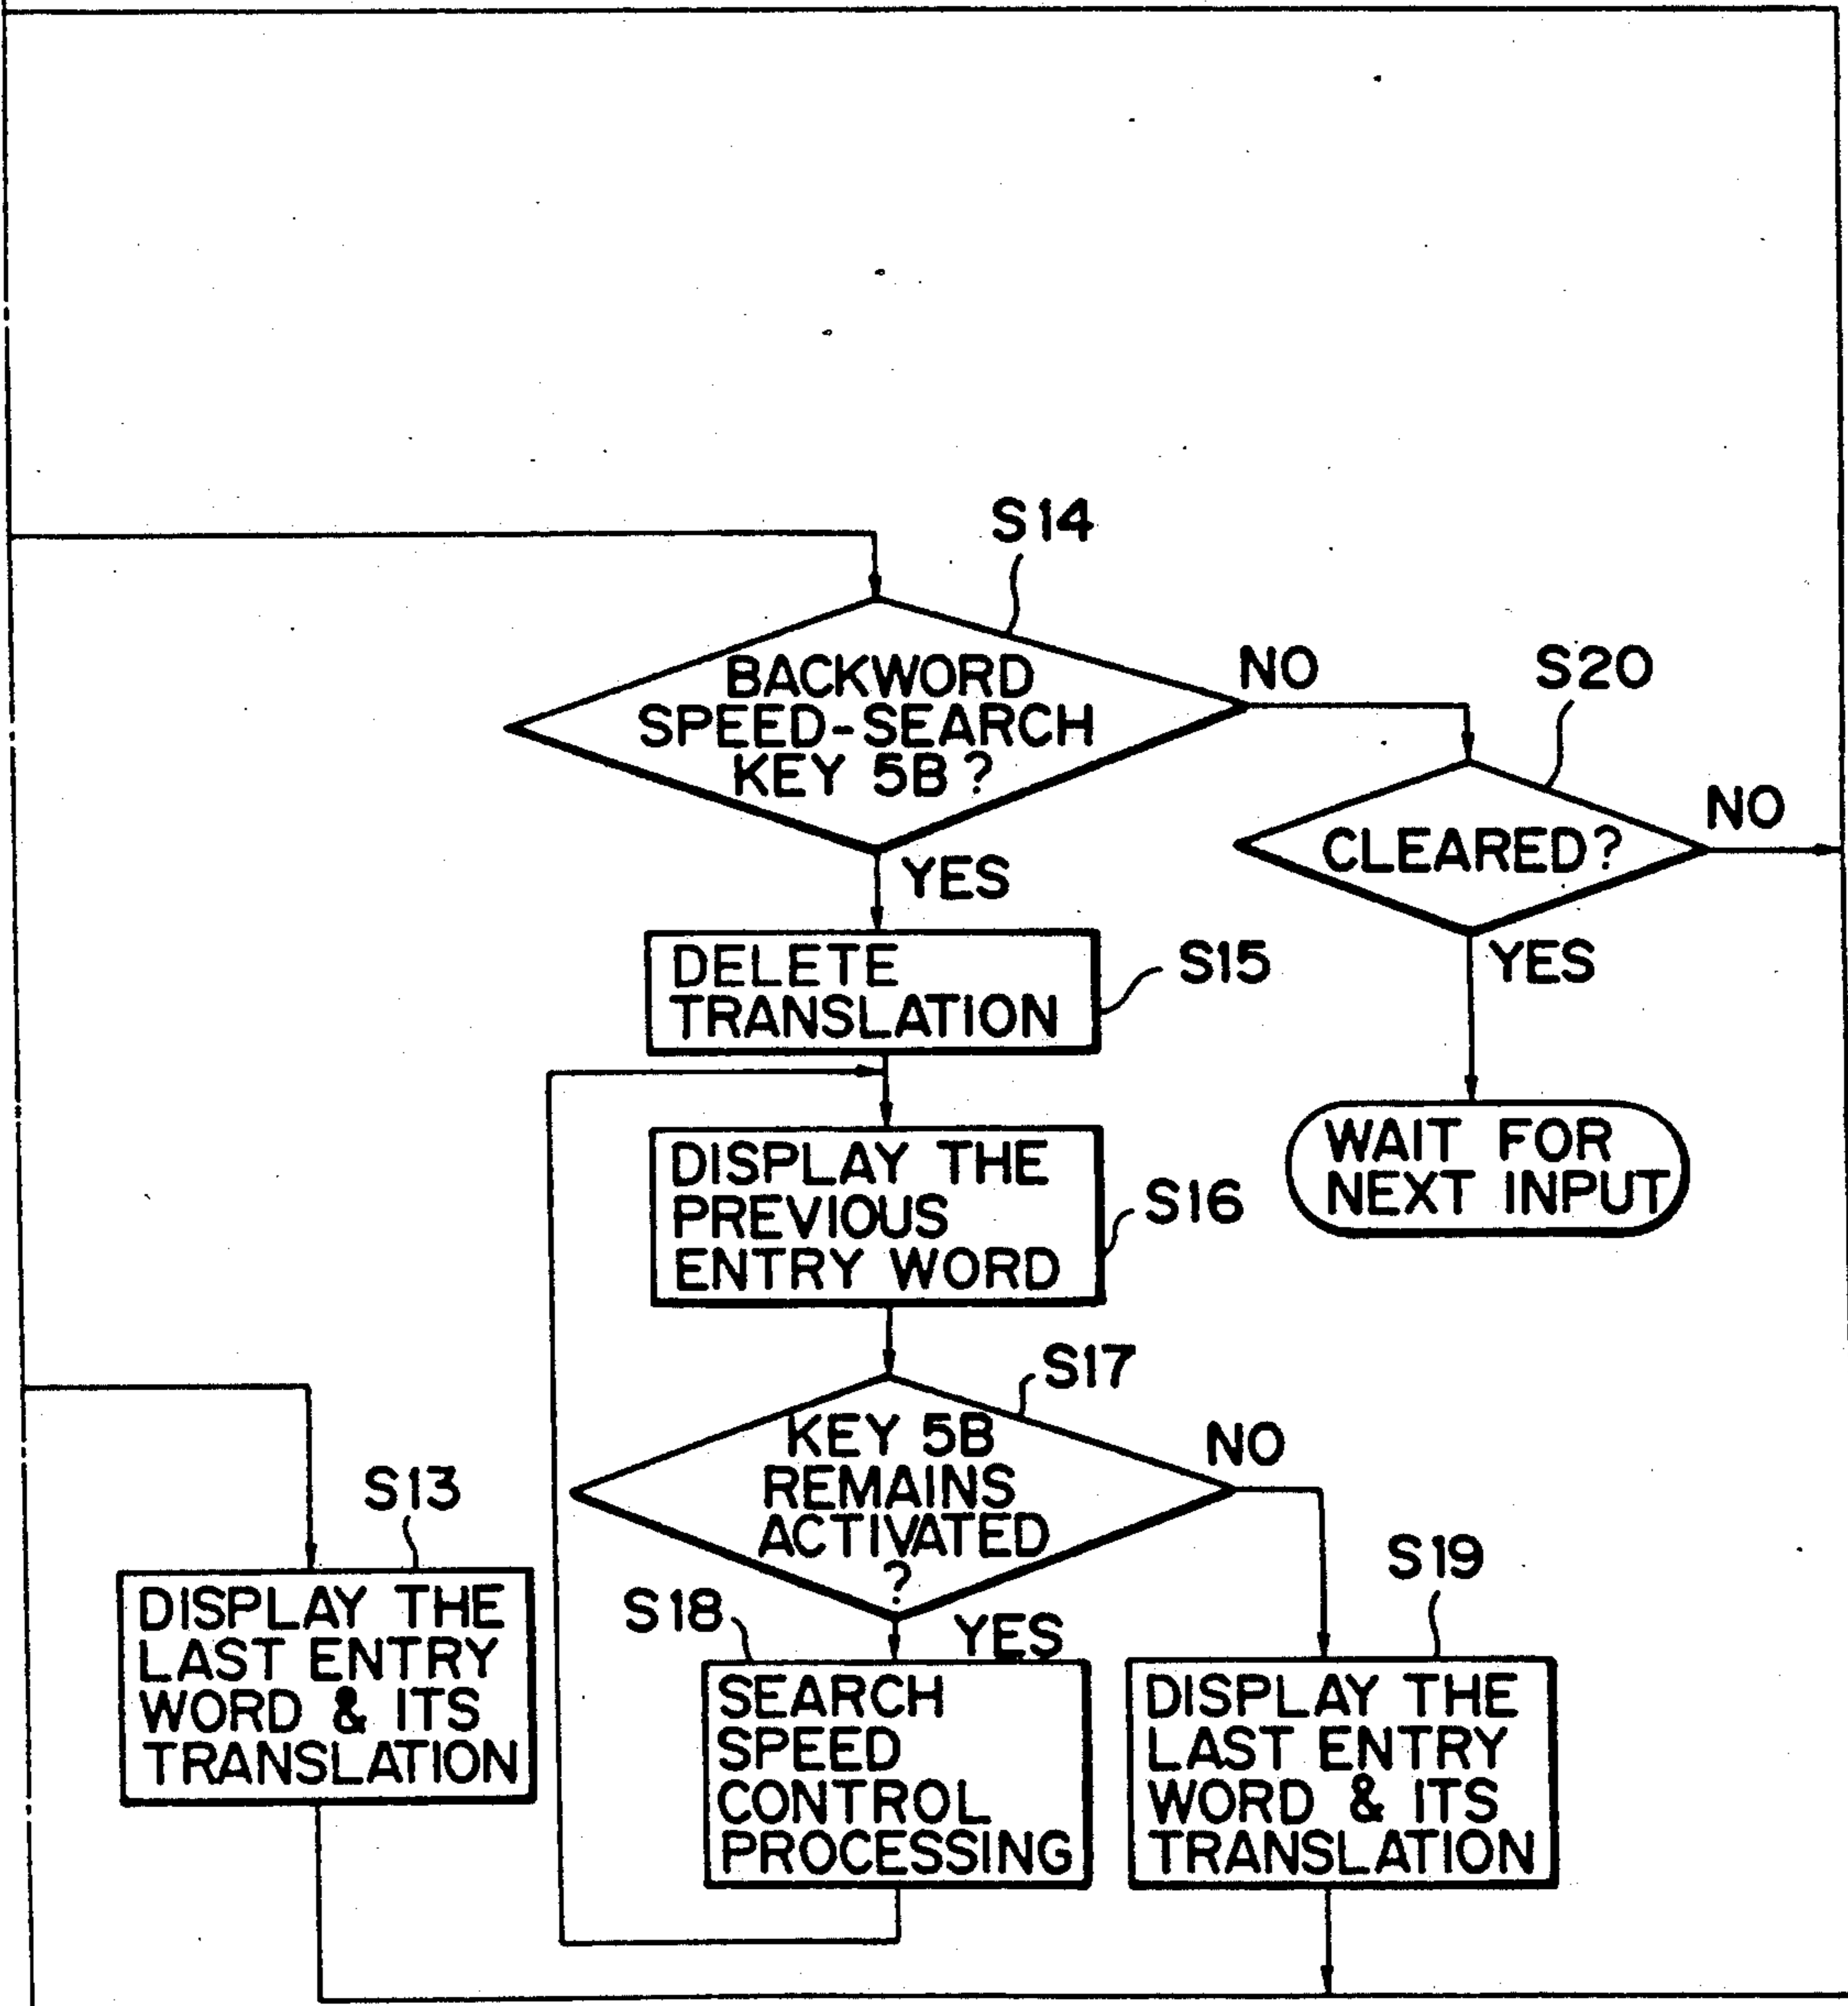 S14
BACKWORD
SPEED-SEARCH
KEY 5B?
NO
S20
CLEARED?
NO
YES
YES
DELETE
TRANSLATION
S15
WAIT FOR
NEXT INPUT
DISPLAY THE
PREVIOUS
ENTRY WORD
S16
S17
KEY 5B
REMAINS
ACTIVATED
?
NO
S13
DISPLAY THE
LAST ENTRY
WORD & ITS
TRANSLATION
S18
YES
SEARCH
SPEED
CONTROL
PROCESSING
S19
DISPLAY THE
LAST ENTRY
WORD & ITS
TRANSLATION